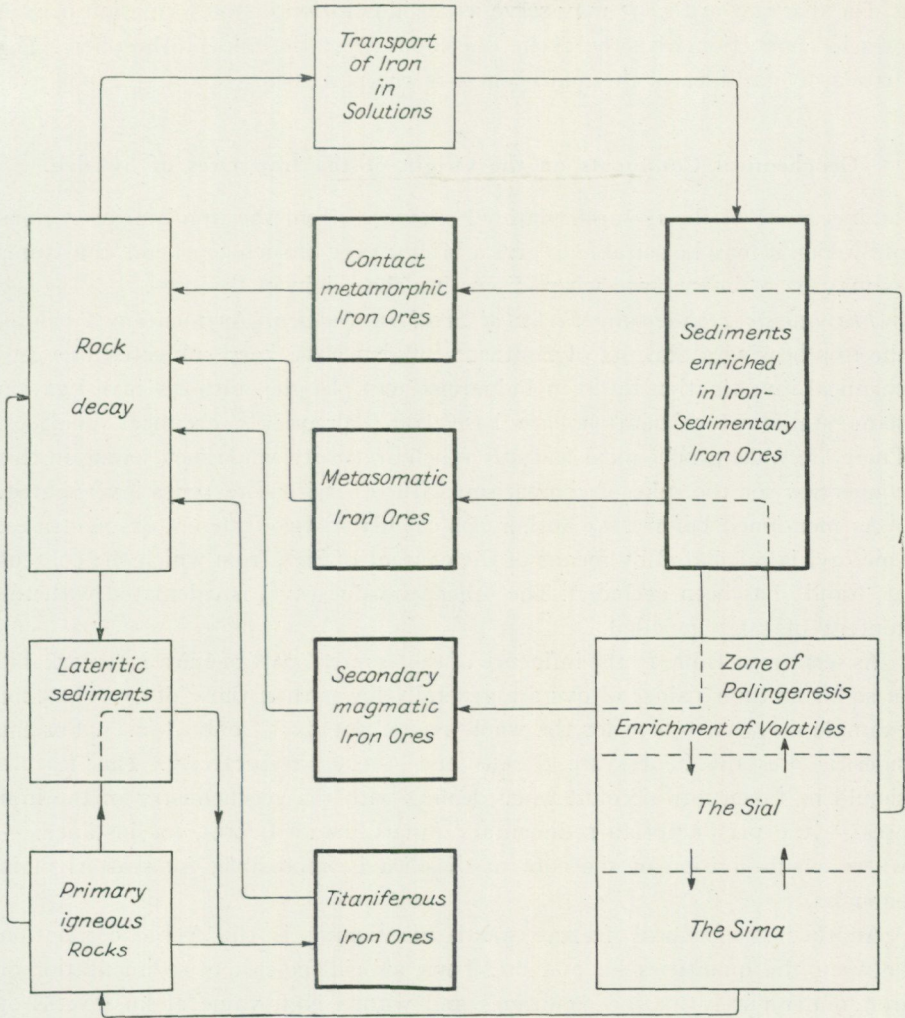 Transport
of Iron
in
Solutions
Rock
decay
Contact
metamorphic
Iron Ores
Sediments
enriched
in Iron-
Sedimentary
Iron Ores
Metasomatic
Iron Ores
Lateritic
sediments
Secondary
magmatic
Iron Ores
Zone of
Palingenesis
Enrichment of Volatiles
The Sial
The Sima
Primary
igneous
Rocks
Titaniferous
Iron Ores